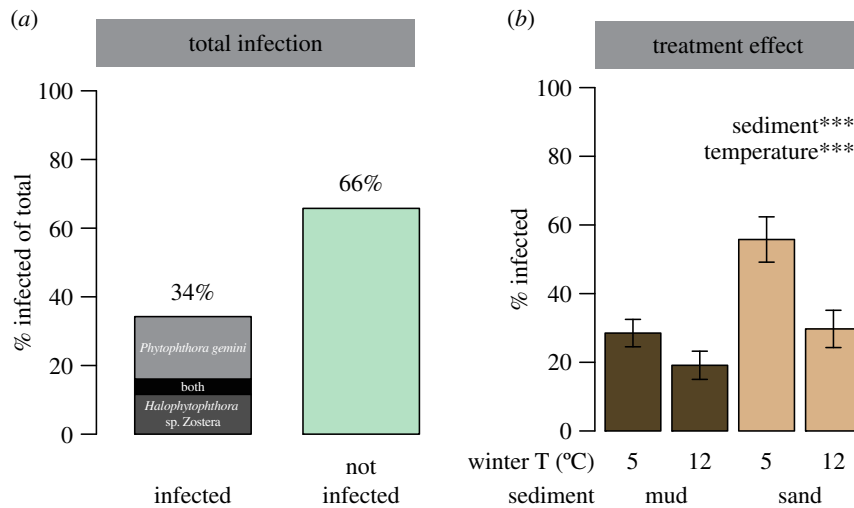 (a)
total infection
% infected of total
100
80
60
40
20
0
34%
66%
Phytophthora gemini
both
Halophytophthora
sp. Zostera
infected
not
infected
(b)
treatment effect
% infected
100
80
60
40
20
0
sediment***
temperature***
winter T (ºC) 5 12 5 12
sediment mud sand